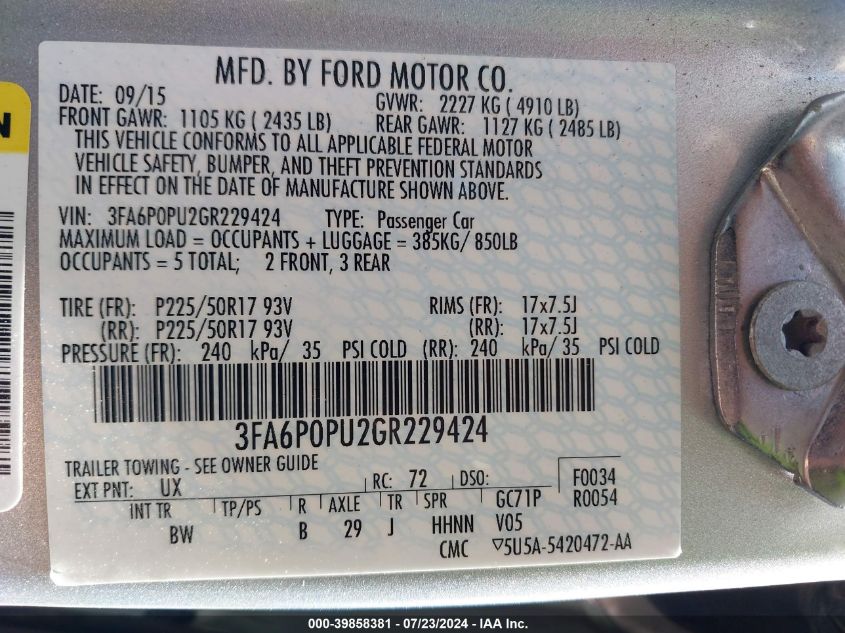 N
MFD. BY FORD MOTOR CO.
DATE: 09/15 GVWR: 2227 KG ( 4910 LB)
FRONT GAWR: 1105 KG ( 2435 LB) REAR GAWR: 1127 KG ( 2485 LB)
THIS VEHICLE CONFORMS TO ALL APPLICABLE FEDERAL MOTOR
VEHICLE SAFETY, BUMPER, AND THEFT PREVENTION STANDARDS
IN EFFECT ON THE DATE OF MANUFACTURE SHOWN ABOVE.
VIN: 3FA6P0PU2GR229424 TYPE: Passenger Car
MAXIMUM LOAD = OCCUPANTS + LUGGAGE = 385KG/ 850LB
OCCUPANTS = 5 TOTAL; 2 FRONT, 3 REAR
TIRE (FR): P225/50R17 93V RIMS (FR): 17x7.5J
(RR): P225/50R17 93V (RR): 17x7.5J
PRESSURE (FR): 240 kPa/ 35 PSI COLD (RR): 240 kPa/ 35 PSI COLD
3FA6P0PU2GR229424
TRAILER TOWING - SEE OWNER GUIDE
EXT PNT: UX RC: 72 DSO: F0034
INT TR TP/PS R AXLE TR SPR GC71P R0054
BW B 29 J HHNN V05
CMC ▽5U5A-5420472-AA
000-39858381 - 07/23/2024 - IAA Inc.